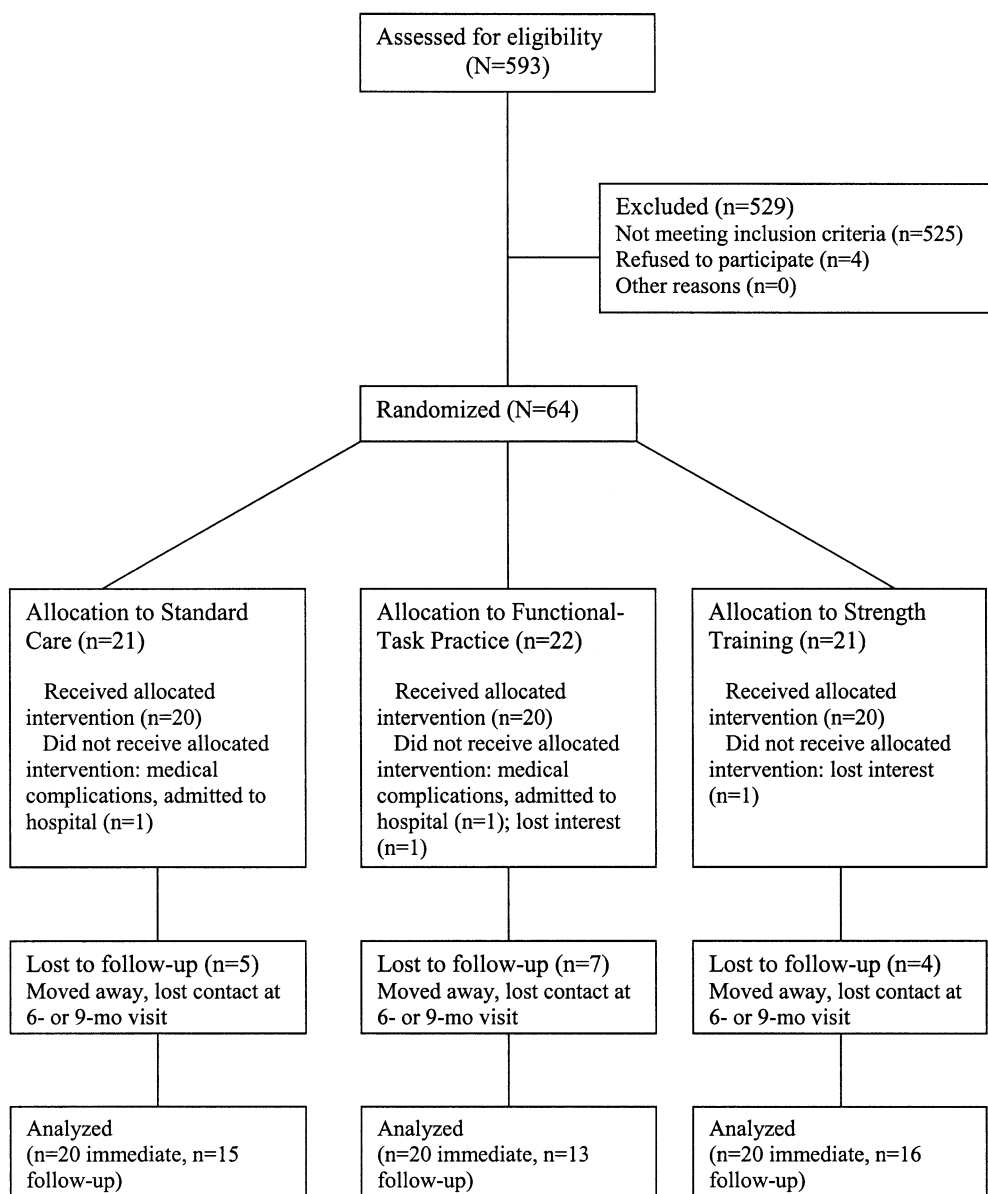 Assessed for eligibility
(N=593)
Excluded (n=529)
Not meeting inclusion criteria (n=525)
Refused to participate (n=4)
Other reasons (n=0)
Randomized (N=64)
Allocation to Standard
Care (n=21)
Received allocated
intervention (n=20)
Did not receive allocated
intervention: medical
complications, admitted to
hospital (n=1)
Allocation to Functional-
Task Practice (n=22)
Received allocated
intervention (n=20)
Did not receive allocated
intervention: medical
complications, admitted to
hospital (n=1); lost interest
(n=1)
Allocation to Strength
Training (n=21)
Received allocated
intervention (n=20)
Did not receive allocated
intervention: lost interest
(n=1)
Lost to follow-up (n=5)
Moved away, lost contact at
6- or 9-mo visit
Lost to follow-up (n=7)
Moved away, lost contact at
6- or 9-mo visit
Lost to follow-up (n=4)
Moved away, lost contact at
6- or 9-mo visit
Analyzed
(n=20 immediate, n=15
follow-up)
Analyzed
(n=20 immediate, n=13
follow-up)
Analyzed
(n=20 immediate, n=16
follow-up)